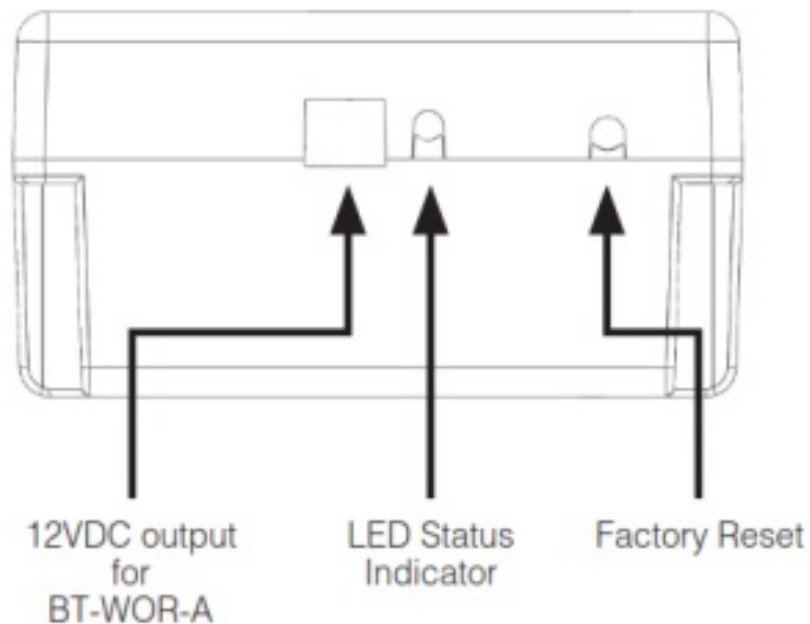 12VDC output
for
BT-WOR-A
LED Status
Indicator
Factory Reset